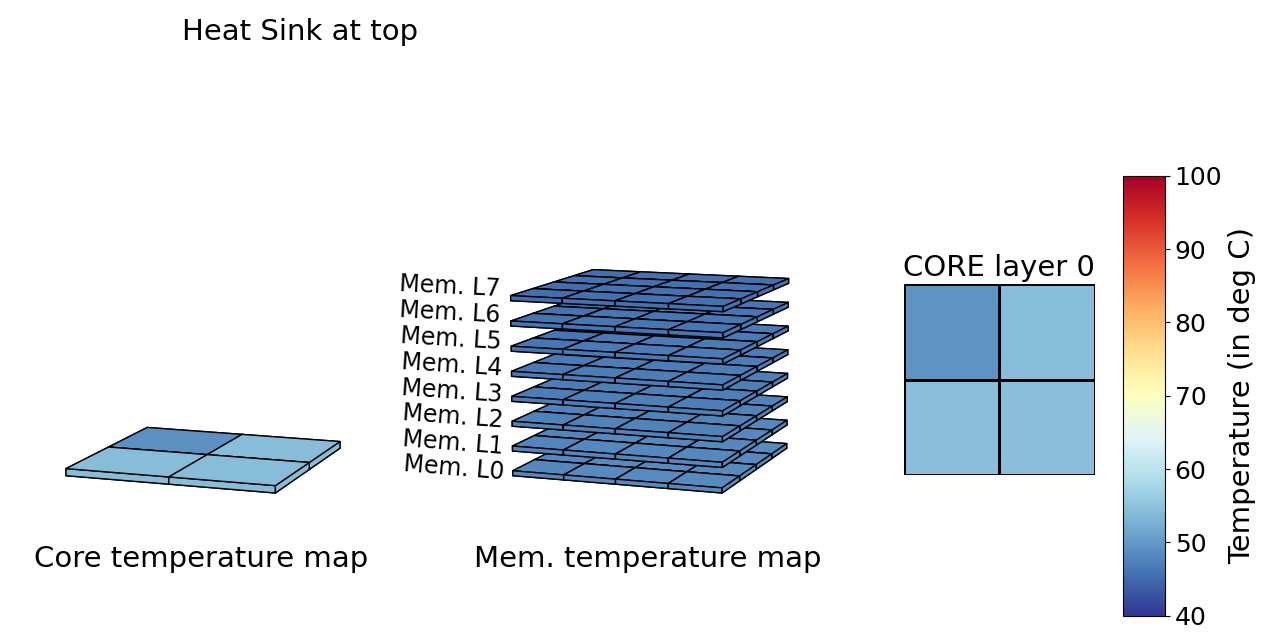 Heat Sink at top
Mem. L7
Mem. L6
Mem. L5
Mem. L4
Mem. L3
Mem. L2
Mem. L1
Mem. L0
Core temperature map
Mem. temperature map
CORE layer 0
100
90
80
70
60
50
40
Temperature (in deg C)